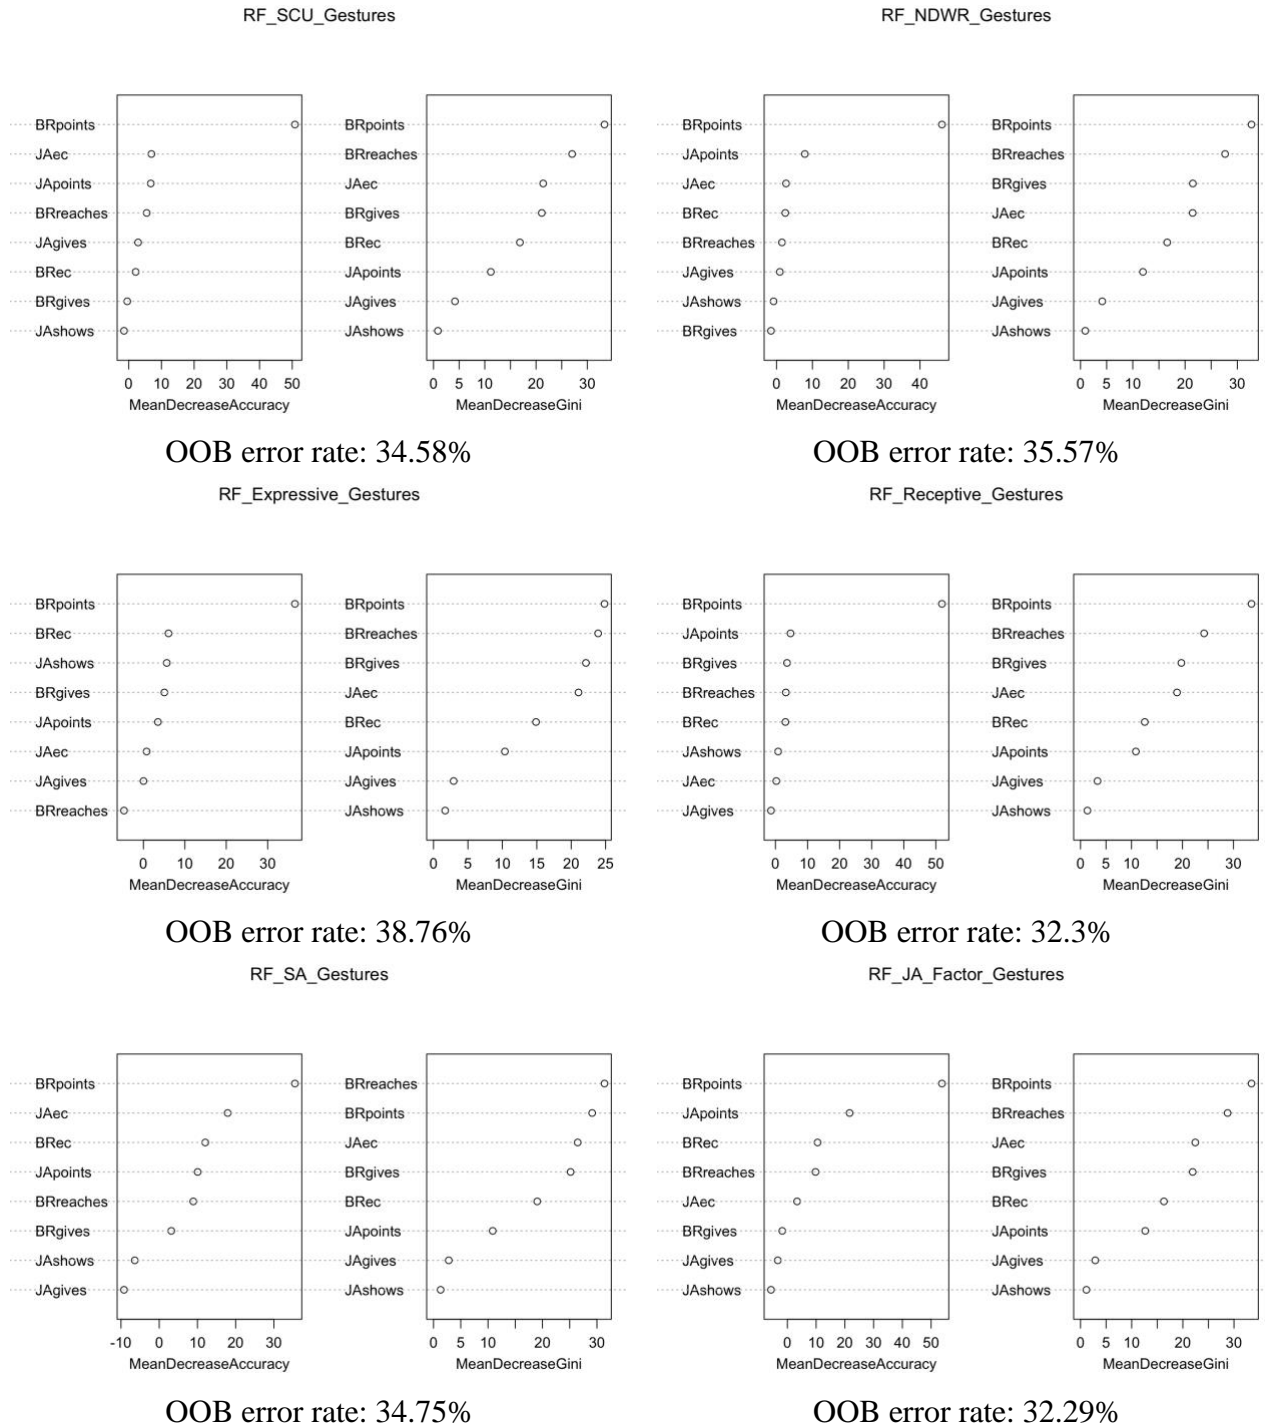 RF_SCU_Gestures
BRpoints
JAec
JApoints
BRreaches
JAgives
BRec
BRgives
JAshows
0 10 20 30 40 50
MeanDecreaseAccuracy
BRpoints
BRreaches
JAec
BRgives
BRec
JApoints
JAgives
JAshows
0 5 10 20 30
MeanDecreaseGini
OOB error rate: 34.58%
RF_NDWR_Gestures
BRpoints
JApoints
JAec
BRec
BRreaches
JAgives
JAshows
BRgives
0 10 20 30 40
MeanDecreaseAccuracy
BRpoints
BRreaches
BRgives
JAec
BRec
JApoints
JAgives
JAshows
0 5 10 20 30
MeanDecreaseGini
OOB error rate: 35.57%
RF_Expressive_Gestures
BRpoints
BRec
JAshows
BRgives
JApoints
JAec
JAgives
BRreaches
0 10 20 30
MeanDecreaseAccuracy
BRpoints
BRreaches
BRgives
JAec
BRec
JApoints
JAgives
JAshows
0 5 10 15 20 25
MeanDecreaseGini
OOB error rate: 38.76%
RF_Receptive_Gestures
BRpoints
JApoints
BRgives
BRreaches
BRec
JAshows
JAec
JAgives
0 10 20 30 40 50
MeanDecreaseAccuracy
BRpoints
BRreaches
BRgives
JAec
BRec
JApoints
JAgives
JAshows
0 5 10 20 30
MeanDecreaseGini
OOB error rate: 32.3%
RF_SA_Gestures
BRpoints
JAec
BRec
JApoints
BRreaches
BRgives
JAshows
JAgives
-10 0 10 20 30
MeanDecreaseAccuracy
BRreaches
BRpoints
JAec
BRgives
BRec
JApoints
JAgives
JAshows
0 5 10 20 30
MeanDecreaseGini
OOB error rate: 34.75%
RF_JA_Factor_Gestures
BRpoints
JApoints
BRec
BRreaches
JAec
BRgives
JAgives
JAshows
0 10 20 30 40 50
MeanDecreaseAccuracy
BRpoints
BRreaches
JAec
BRgives
BRec
JApoints
JAgives
JAshows
0 5 10 20 30
MeanDecreaseGini
OOB error rate: 32.29%